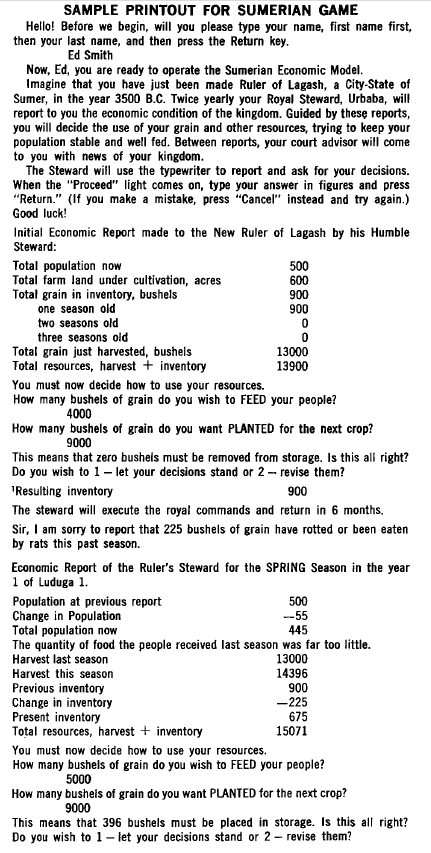 SAMPLE PRINTOUT FOR SUMERIAN GAME
Hello! Before we begin, will you please type your name, first name first,
then your last name, and then press the Return key.
Ed Smith
Now, Ed, you are ready to operate the Sumerian Economic Model.
Imagine that you have just been made Ruler of Lagash, a City-State of
Sumer, in the year 3500 B.C. Twice yearly your Royal Steward, Urbaba, will
report to you the economic condition of the kingdom. Guided by these reports,
you will decide the use of your grain and other resources, trying to keep your
population stable and well fed. Between reports, your court advisor will come
to you with news of your kingdom.
The Steward will use the typewriter to report and ask for your decisions.
When the "Proceed" light comes on, type your answer in figures and press
"Return." (If you make a mistake, press "Cancel" instead and try again.)
Good luck!
Initial Economic Report made to the New Ruler of Lagash by his Humble
Steward:
Total population now 500
Total farm land under cultivation, acres 600
Total grain in inventory, bushels 900
one season old 900
two seasons old 0
three seasons old 0
Total grain just harvested, bushels 13000
Total resources, harvest + inventory 13900
You must now decide how to use your resources.
How many bushels of grain do you wish to FEED your people?
4000
How many bushels of grain do you want PLANTED for the next crop?
9000
This means that zero bushels must be removed from storage. Is this all right?
Do you wish to 1 – let your decisions stand or 2 – revise them?
¹Resulting inventory 900
The steward will execute the royal commands and return in 6 months.
Sir, I am sorry to report that 225 bushels of grain have rotted or been eaten
by rats this past season.
Economic Report of the Ruler's Steward for the SPRING Season in the year
1 of Luduga 1.
Population at previous report 500
Change in Population —55
Total population now 445
The quantity of food the people received last season was far too little.
Harvest last season 13000
Harvest this season 14396
Previous inventory 900
Change in inventory —225
Present inventory 675
Total resources, harvest + inventory 15071
You must now decide how to use your resources.
How many bushels of grain do you wish to FEED your people?
5000
How many bushels of grain do you want PLANTED for the next crop?
9000
This means that 396 bushels must be placed in storage. Is this all right?
Do you wish to 1 – let your decisions stand or 2 – revise them?